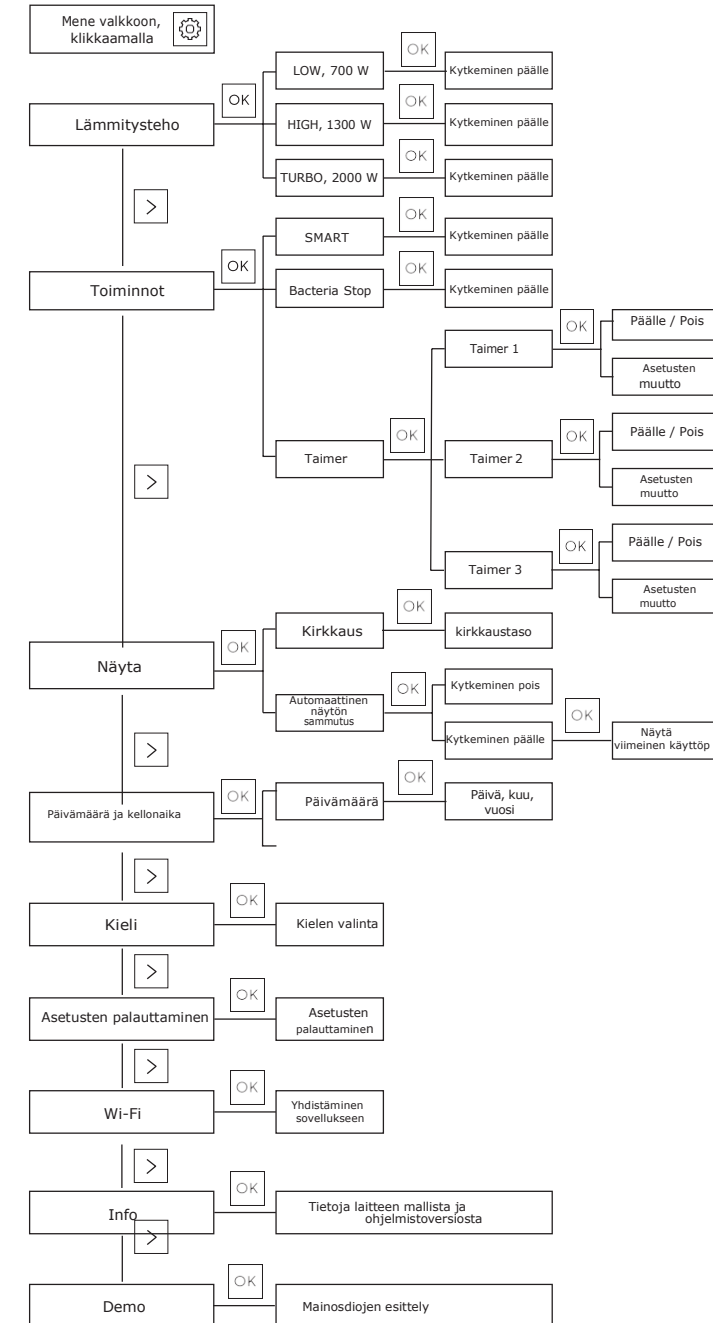 Mene valkkoon,
klikkaamalla
OK
LOW, 700 W
Kytkeminen päälle
OK
Lämmitysteho
OK
HIGH, 1300 W
Kytkeminen päälle
OK
TURBO, 2000 W
Kytkeminen päälle
OK
>
SMART
Kytkeminen päälle
OK
Toiminnot
OK
Bacteria Stop
Kytkeminen päälle
Taimer 1
OK
Päälle / Pois
Asetusten
muutto
>
Taimer
OK
Taimer 2
OK
Päälle / Pois
Asetusten
muutto
Taimer 3
OK
Päälle / Pois
Asetusten
muutto
Näyta
OK
Kirkkaus
OK
kirkkaustaso
Automaattinen
näytön
sammutus
OK
Kytkeminen pois
Kytkeminen päälle
OK
Näytä
viimeinen käyttöp
>
Päivämäärä ja kellonaika
OK
Päivämäärä
OK
Päivä, kuu,
vuosi
>
Kieli
OK
Kielen valinta
>
Asetusten palauttaminen
OK
Asetusten
palauttaminen
>
Wi-Fi
OK
Yhdistäminen
sovellukseen
>
Info
OK
Tietoja laitteen mallista ja
ohjelmistoversiosta
>
Demo
OK
Mainosdiojen esittely